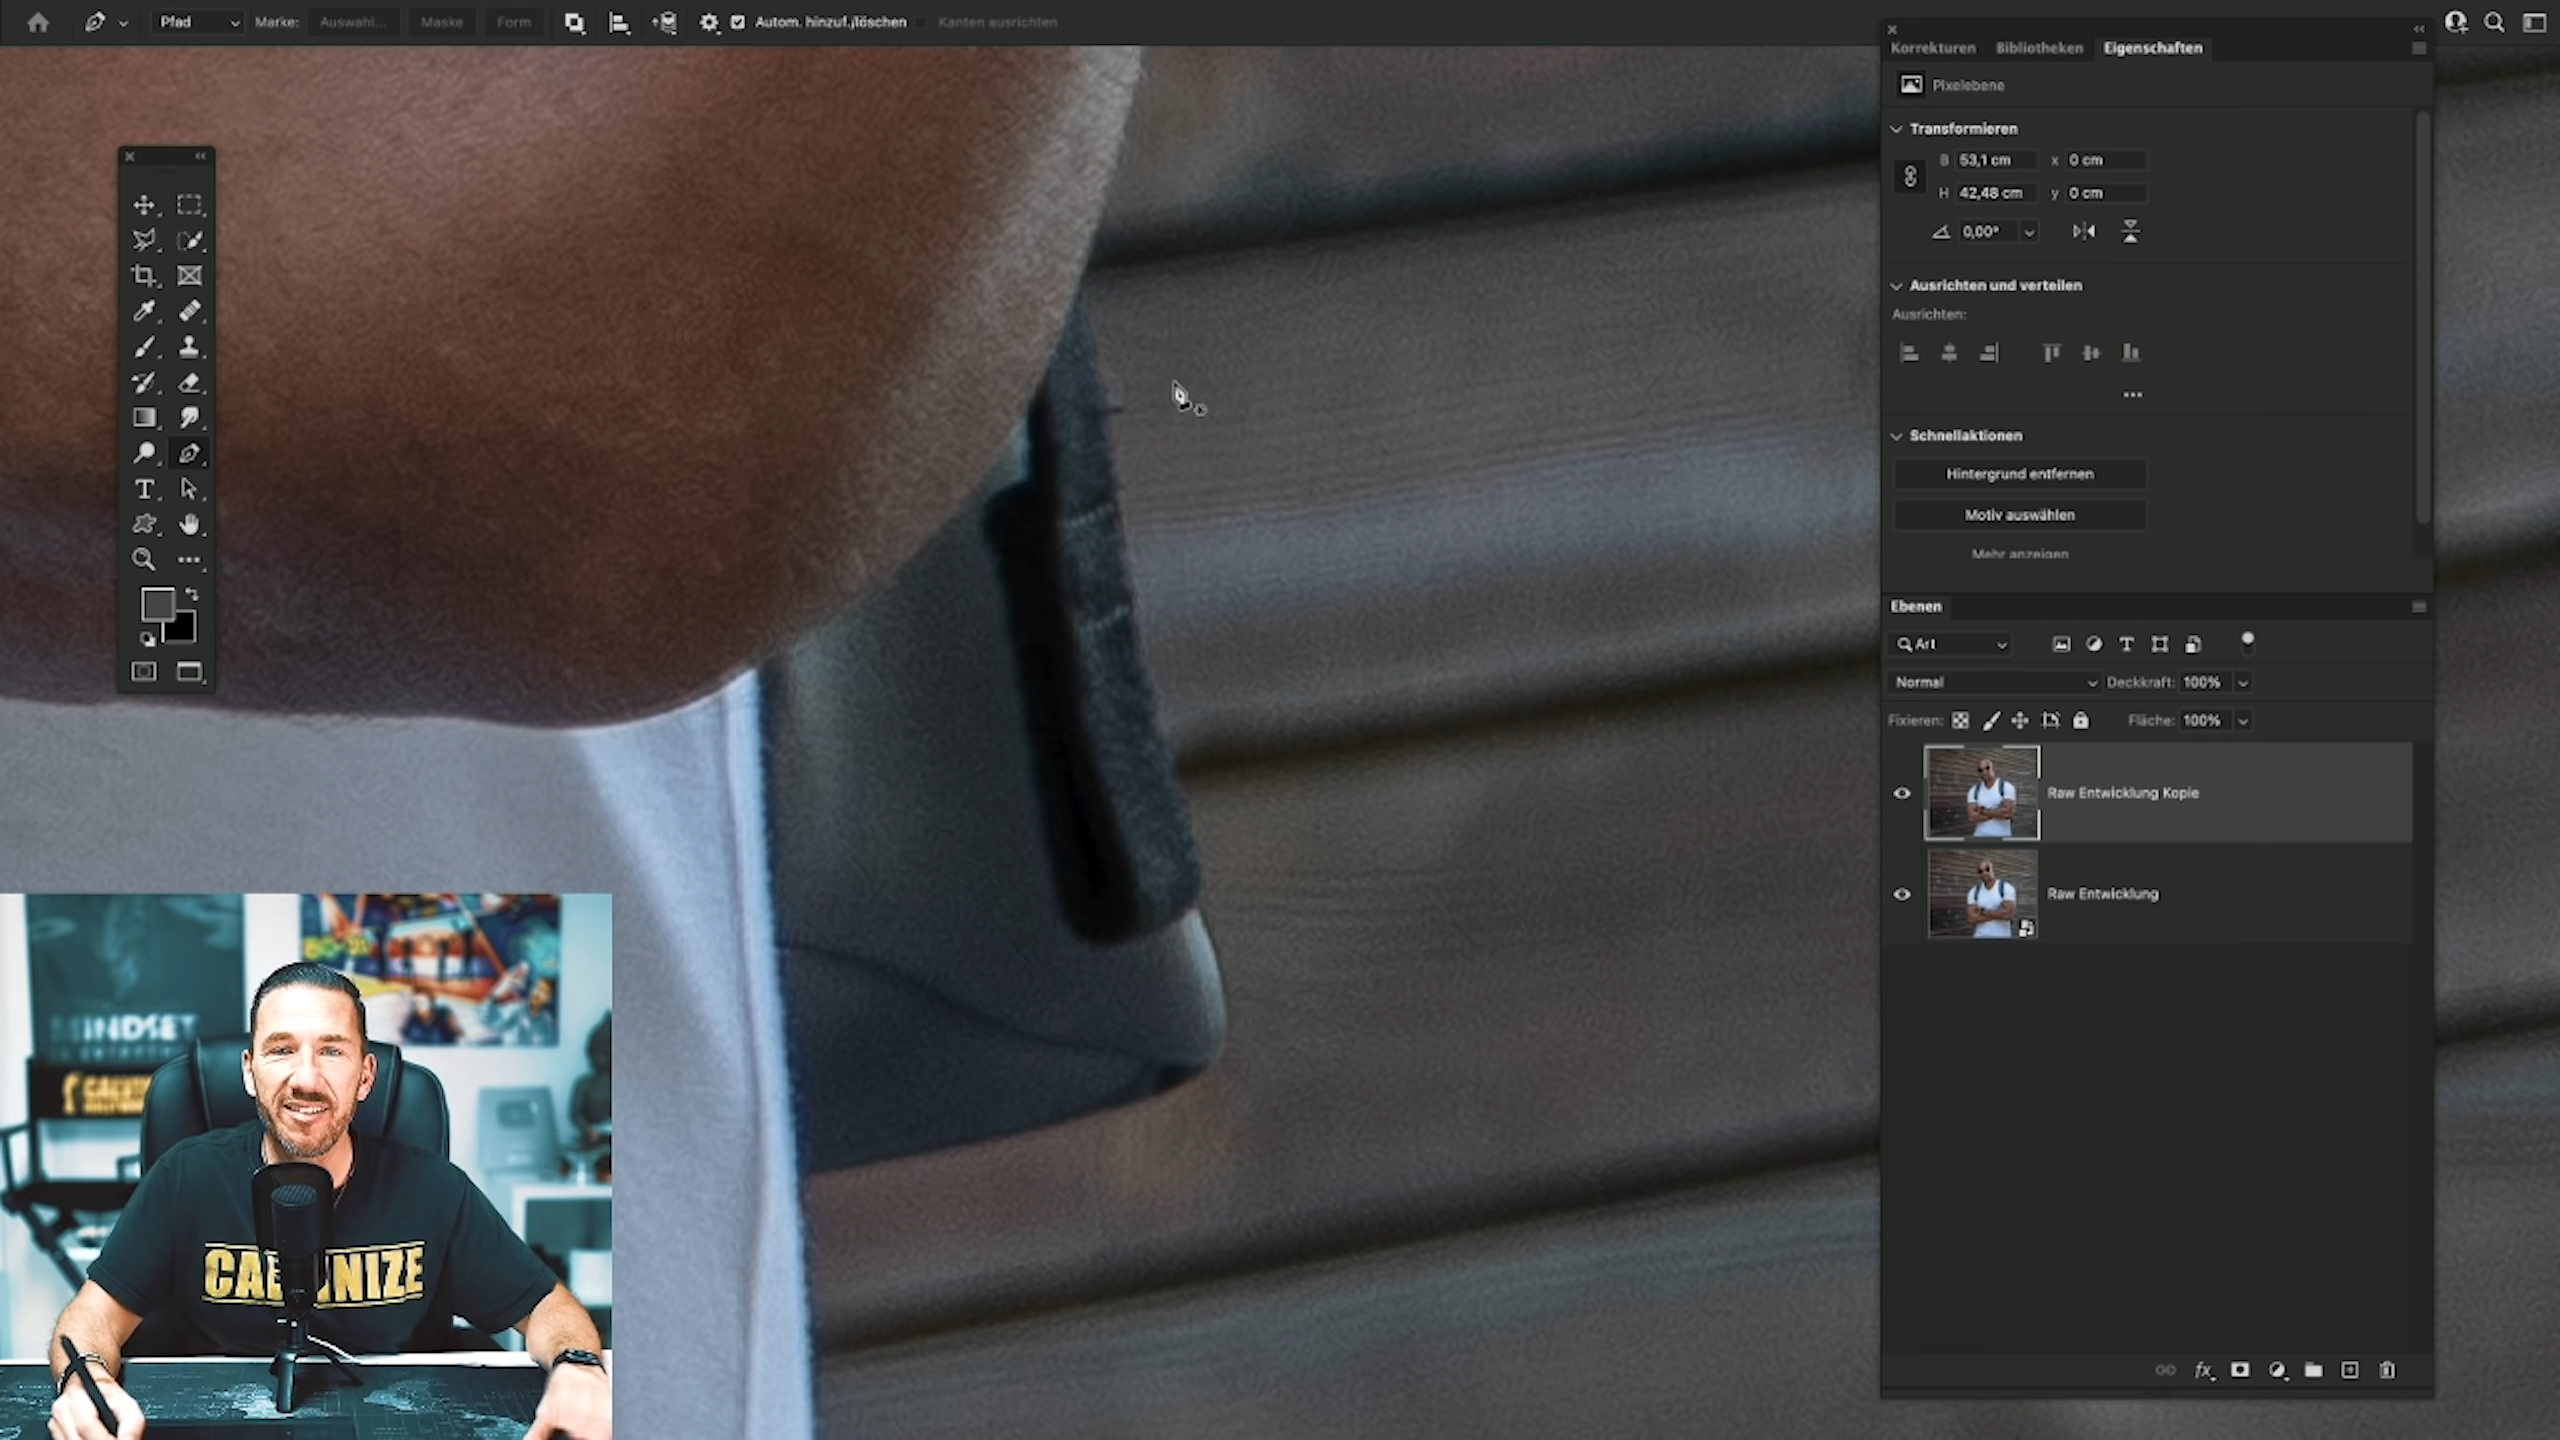 Pfad
Marke:
Auswahl...
Maske
Form
Autom. hinzuf./löschen
Kanten ausrichten
Korrekturen
Bibliotheken
Eigenschaften
Pixelebene
Transformieren
B 53,1 cm x 0 cm
H 42,48 cm y 0 cm
0,00°
Ausrichten und verteilen
Ausrichten:
Schnellaktionen
Hintergrund entfernen
Motiv auswählen
Mehr anzeigen
Ebenen
Art
Normal
Deckkraft: 100%
Fixieren:
Fläche: 100%
Raw Entwicklung Kopie
Raw Entwicklung
fx
MINDSET